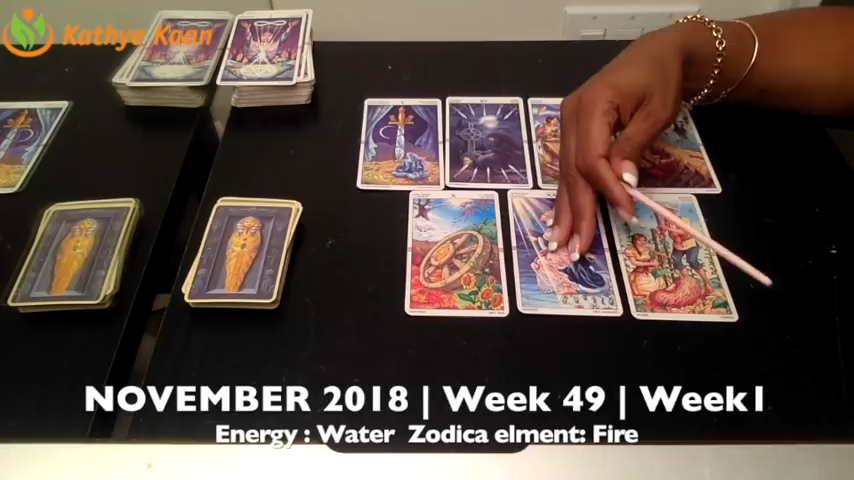 Kathye Kaan
NOVEMBER 2018 | Week 49 | Week1
Energy : Water Zodica elment: Fire